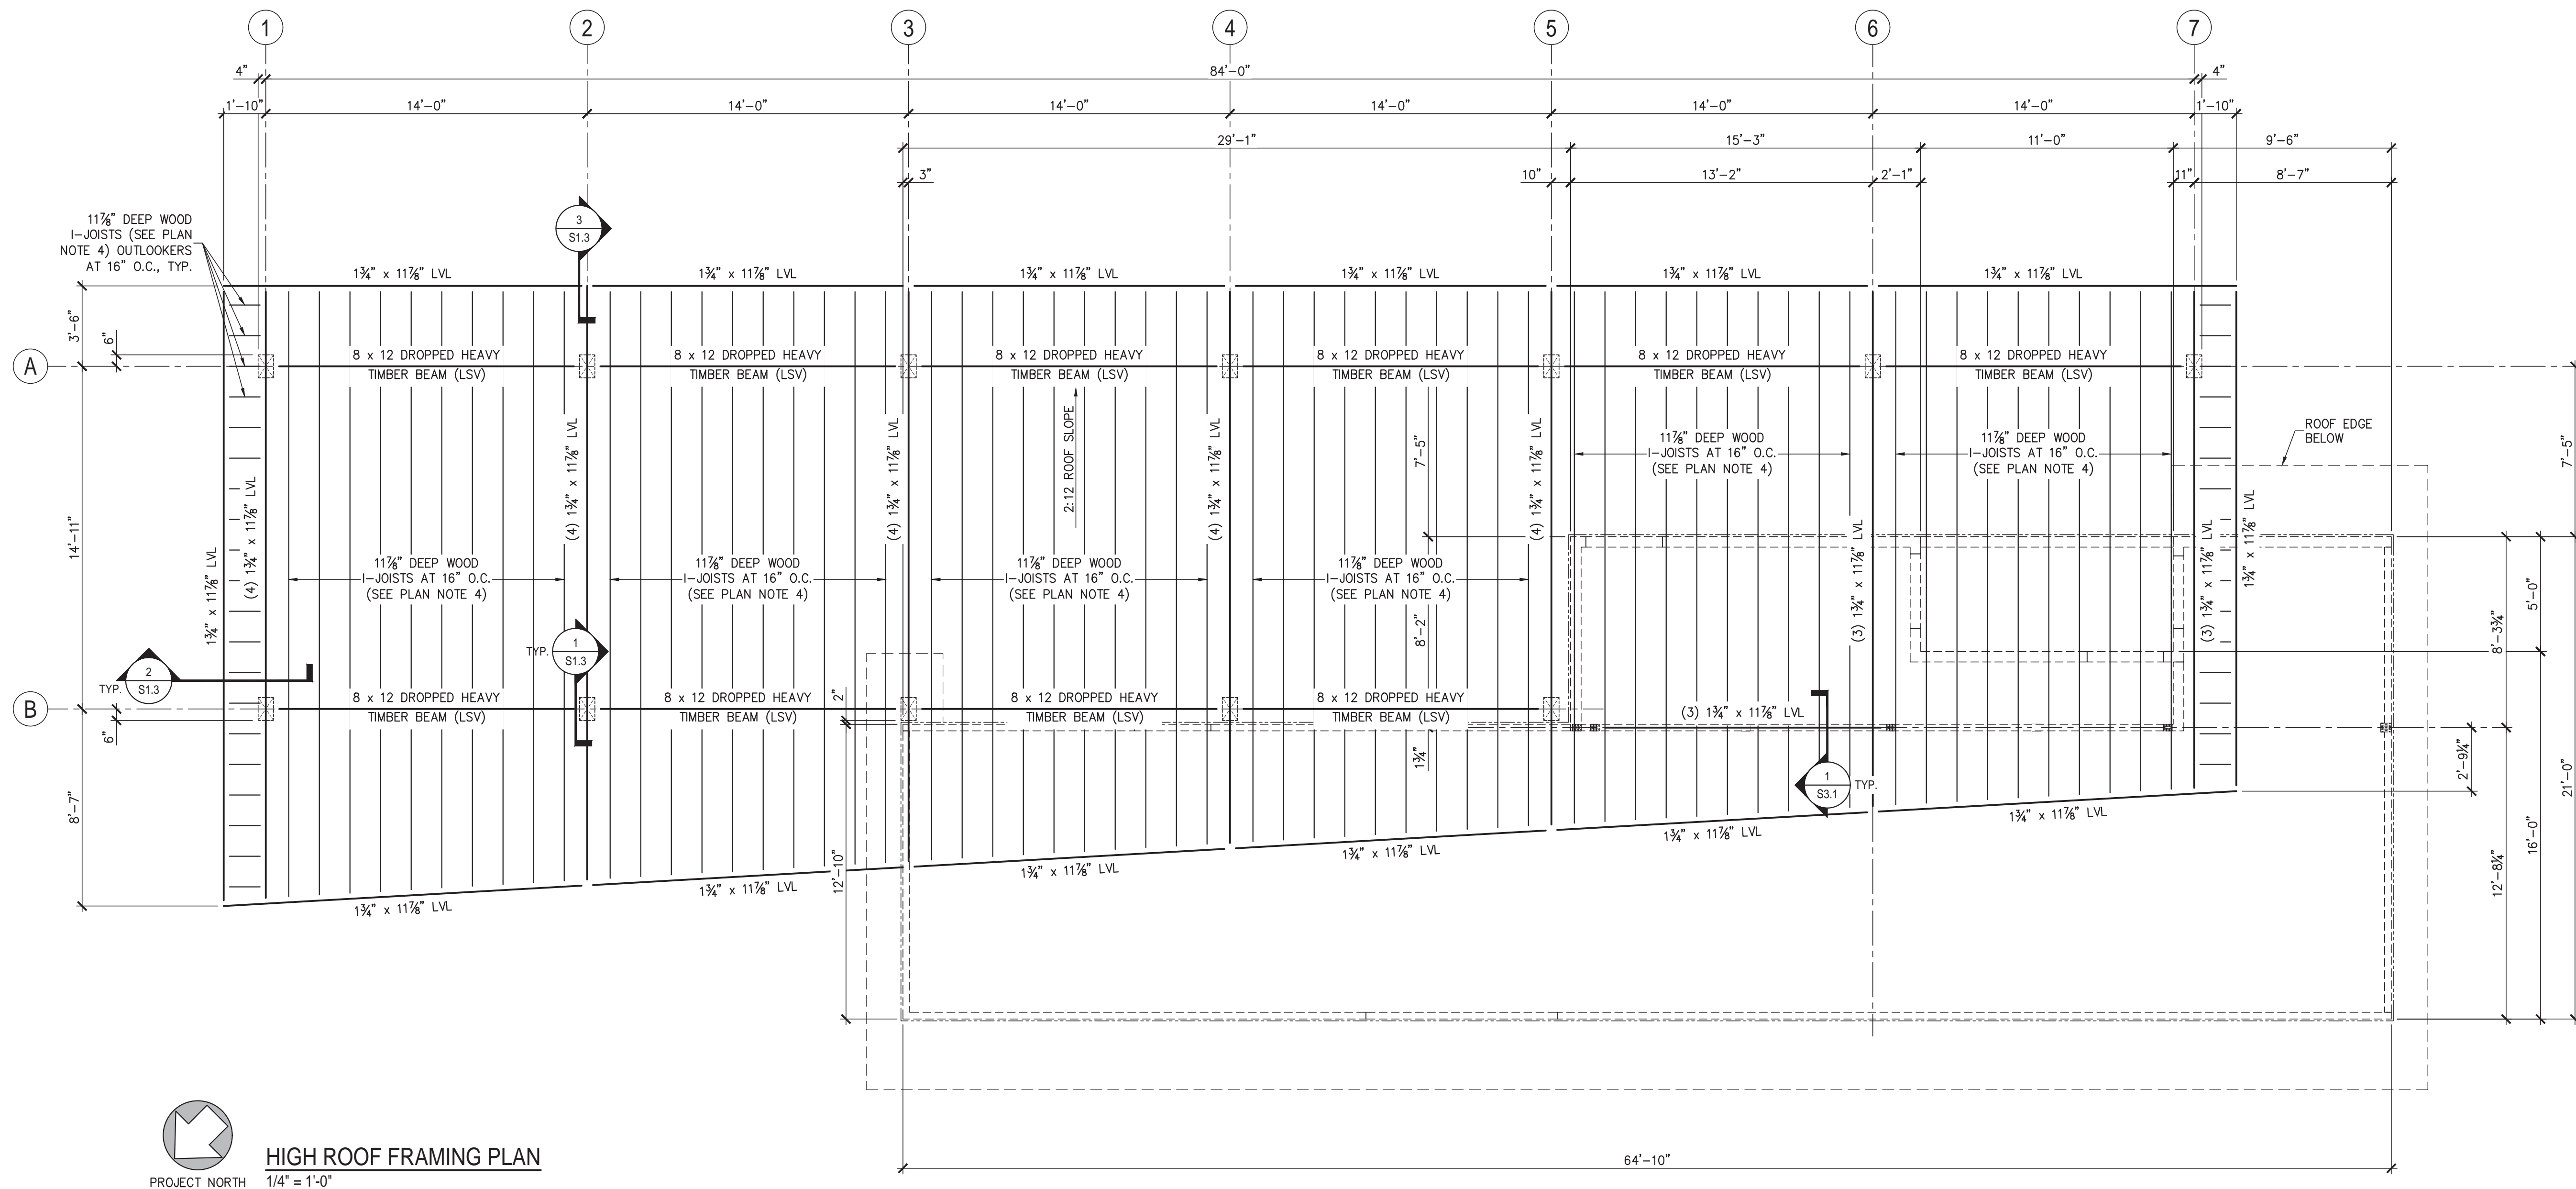 1
2
3
4
5
6
7
4"
84'-0"
4"
1'-10"
14'-0"
14'-0"
14'-0"
14'-0"
14'-0"
14'-0"
1'-10"
29'-1"
15'-3"
11'-0"
9'-6"
3"
10"
13'-2"
2'-1"
11"
8'-7"
11⅞" DEEP WOOD
I-JOISTS (SEE PLAN
NOTE 4) OUTLOOKERS
AT 16" O.C., TYP.
3
S1.3
1¾" x 11⅞" LVL
1¾" x 11⅞" LVL
1¾" x 11⅞" LVL
1¾" x 11⅞" LVL
1¾" x 11⅞" LVL
1¾" x 11⅞" LVL
3'-6"
6"
A
8 x 12 DROPPED HEAVY
TIMBER BEAM (LSV)
8 x 12 DROPPED HEAVY
TIMBER BEAM (LSV)
8 x 12 DROPPED HEAVY
TIMBER BEAM (LSV)
8 x 12 DROPPED HEAVY
TIMBER BEAM (LSV)
8 x 12 DROPPED HEAVY
TIMBER BEAM (LSV)
8 x 12 DROPPED HEAVY
TIMBER BEAM (LSV)
2:12 ROOF SLOPE
7'-5"
11⅞" DEEP WOOD
I-JOISTS AT 16" O.C.
(SEE PLAN NOTE 4)
11⅞" DEEP WOOD
I-JOISTS AT 16" O.C.
(SEE PLAN NOTE 4)
ROOF EDGE
BELOW
7'-5"
14'-11"
1¾" x 11⅞" LVL
(4) 1¾" x 11⅞" LVL
(4) 1¾" x 11⅞" LVL
(4) 1¾" x 11⅞" LVL
(4) 1¾" x 11⅞" LVL
(4) 1¾" x 11⅞" LVL
(3) 1¾" x 11⅞" LVL
(3) 1¾" x 11⅞" LVL
1¾" x 11⅞" LVL
11⅞" DEEP WOOD
I-JOISTS AT 16" O.C.
(SEE PLAN NOTE 4)
11⅞" DEEP WOOD
I-JOISTS AT 16" O.C.
(SEE PLAN NOTE 4)
11⅞" DEEP WOOD
I-JOISTS AT 16" O.C.
(SEE PLAN NOTE 4)
11⅞" DEEP WOOD
I-JOISTS AT 16" O.C.
(SEE PLAN NOTE 4)
8'-2"
8'-3¾"
5'-0"
TYP.
1
S1.3
TYP.
2
S1.3
B
6"
8 x 12 DROPPED HEAVY
TIMBER BEAM (LSV)
8 x 12 DROPPED HEAVY
TIMBER BEAM (LSV)
2"
8 x 12 DROPPED HEAVY
TIMBER BEAM (LSV)
8 x 12 DROPPED HEAVY
TIMBER BEAM (LSV)
1¾"
(3) 1¾" x 11⅞" LVL
1
S3.1
TYP.
2'-9¼"
21'-0"
16'-0"
12'-8¼"
8'-7"
12'-10"
1¾" x 11⅞" LVL
1¾" x 11⅞" LVL
1¾" x 11⅞" LVL
1¾" x 11⅞" LVL
1¾" x 11⅞" LVL
1¾" x 11⅞" LVL
64'-10"
PROJECT NORTH
HIGH ROOF FRAMING PLAN
1/4" = 1'-0"